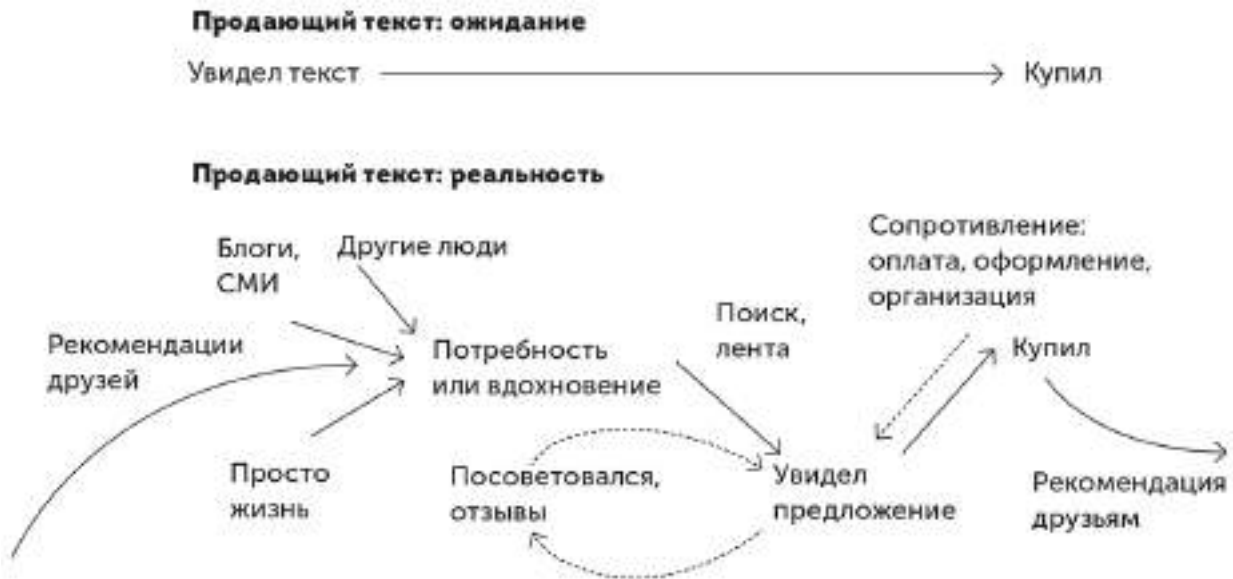 Продающий текст: ожидание
Увидел текст
Купил
Продающий текст: реальность
Блоги,
СМИ
Другие люди
Сопротивление:
оплата, оформление,
организация
Рекомендации
друзей
Потребность
или вдохновение
Поиск,
лента
Купил
Просто
жизнь
Посоветовался,
отзывы
Увидел
предложение
Рекомендация
друзьям